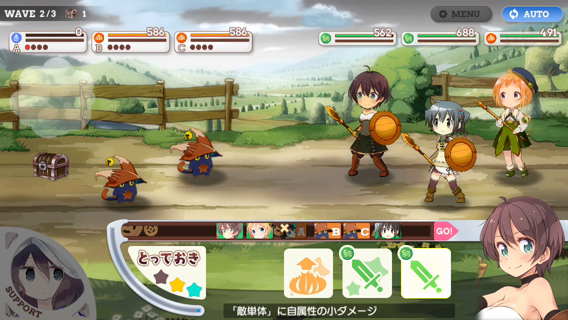 WAVE 2/3 1
MENU
AUTO
A 0
B 586
C 586
562
688
491
A B C GO!
とっておき
SUPPORT
「敵単体」に自属性の小ダメージ